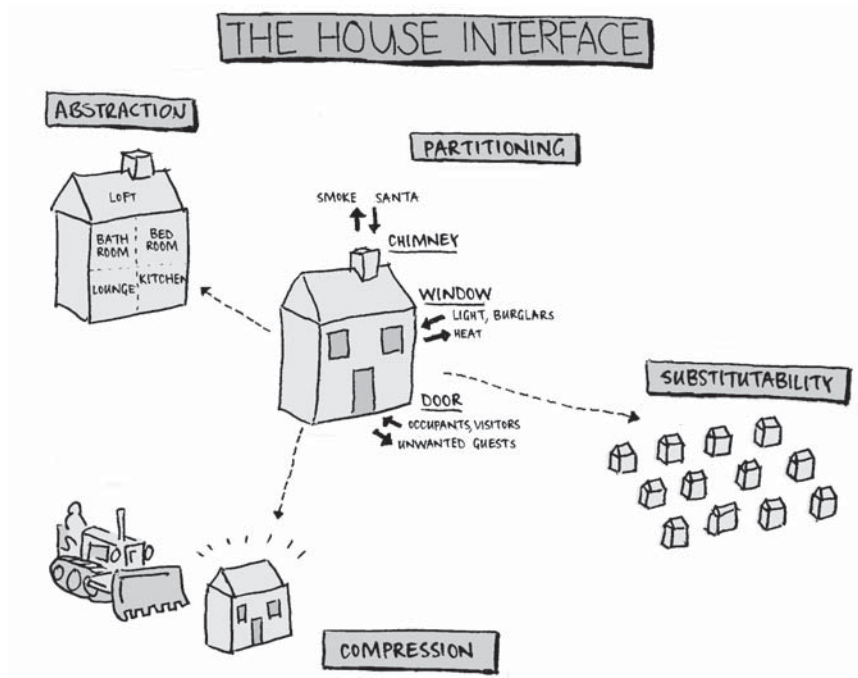 THE HOUSE INTERFACE
ABSTRACTION
LOFT
BATH
ROOM
BED
ROOM
LOUNGE
KITCHEN
PARTITIONING
SMOKE SANTA
CHIMNEY
WINDOW
LIGHT, BURGLARS
HEAT
DOOR
OCCUPANTS, VISITORS
UNWANTED GUESTS
SUBSTITUTABILITY
COMPRESSION